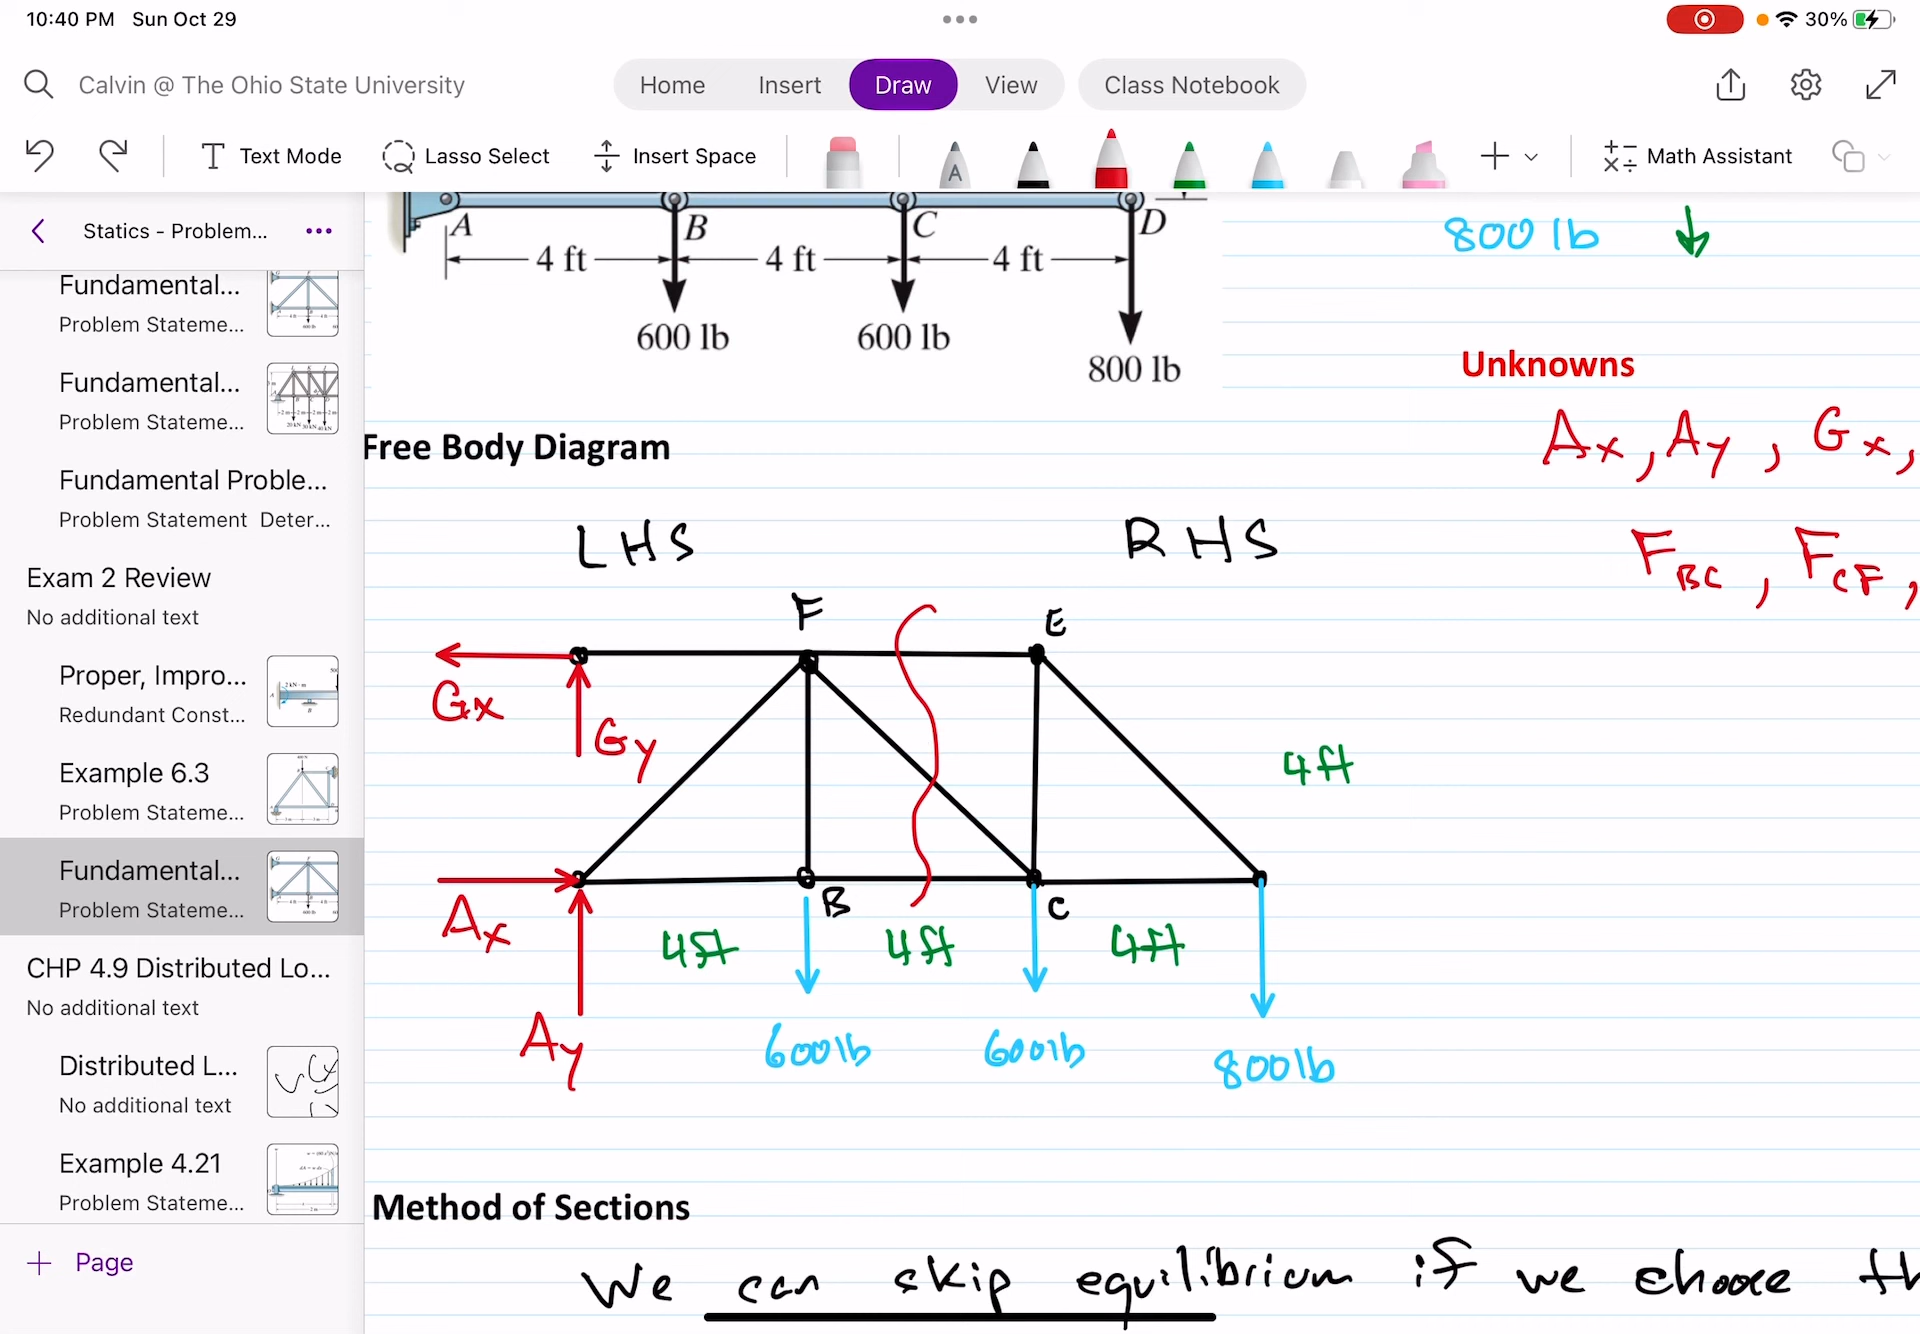 10:40 PM Sun Oct 29
30%
Calvin @ The Ohio State University
Home Insert Draw View Class Notebook
Text Mode Lasso Select Insert Space A Math Assistant
Statics - Problem...
Fundamental...
Problem Stateme...
Fundamental...
Problem Stateme...
Fundamental Proble...
Problem Statement Deter...
Exam 2 Review
No additional text
Proper, Impro...
Redundant Const...
Example 6.3
Problem Stateme...
Fundamental...
Problem Stateme...
CHP 4.9 Distributed Lo...
No additional text
Distributed L...
No additional text
Example 4.21
Problem Stateme...
+ Page
A B C D
4 ft 4 ft 4 ft
600 lb 600 lb
800 lb
800 lb ↓
Unknowns
Ax, Ay, Gx,
FBC, FCF,
Free Body Diagram
LHS RHS
F E
Gx
Gy
4ft
Ax
B C
4ft 4ft 4ft
Ay
600lb 600lb 800lb
Method of Sections
We can skip equilibrium if we choose th